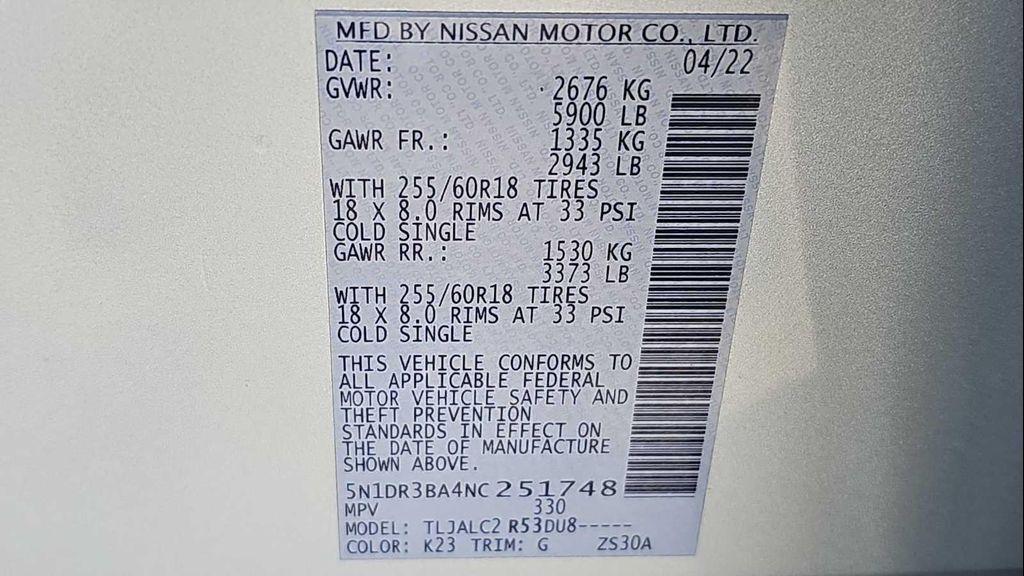 MFD BY NISSAN MOTOR CO., LTD.
DATE: 04/22
GVWR: 2676 KG
5900 LB
GAWR FR.: 1335 KG
2943 LB
WITH 255/60R18 TIRES
18 X 8.0 RIMS AT 33 PSI
COLD SINGLE
GAWR RR.: 1530 KG
3373 LB
WITH 255/60R18 TIRES
18 X 8.0 RIMS AT 33 PSI
COLD SINGLE
THIS VEHICLE CONFORMS TO
ALL APPLICABLE FEDERAL
MOTOR VEHICLE SAFETY AND
THEFT PREVENTION
STANDARDS IN EFFECT ON
THE DATE OF MANUFACTURE
SHOWN ABOVE.
5N1DR3BA4NC251748
MPV 330
MODEL: TLJALC2 R53DU8-----
COLOR: K23 TRIM: G ZS30A